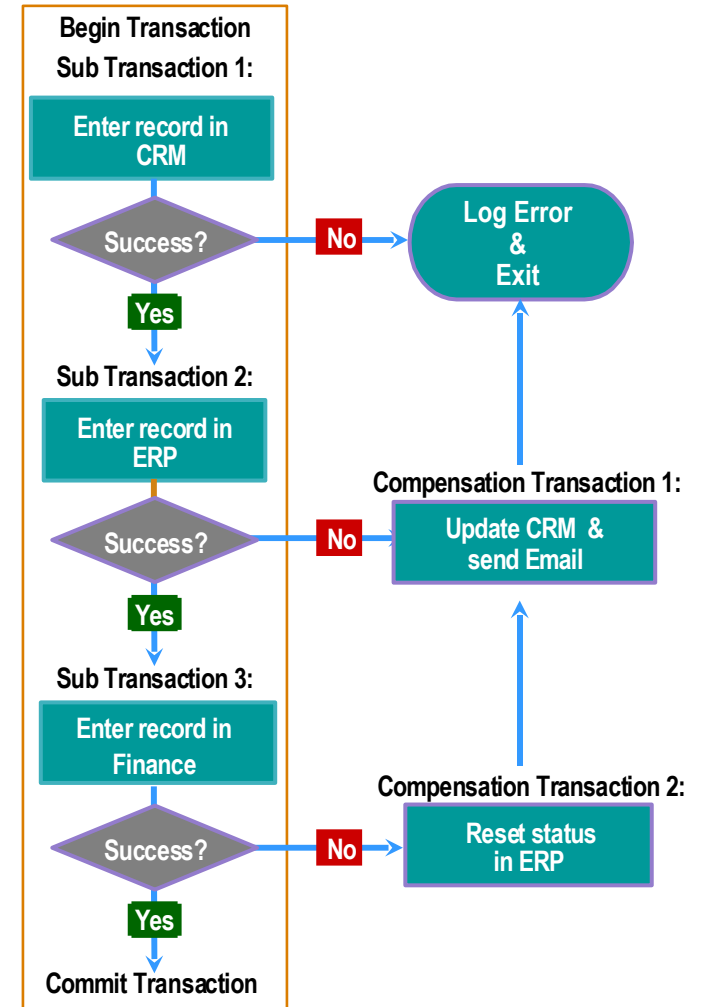 Begin Transaction
Sub Transaction 1:
Enter record in
CRM
Success?
No
Log Error
&
Exit
Yes
Sub Transaction 2:
Enter record in
ERP
Success?
No
Compensation Transaction 1:
Update CRM &
send Email
Yes
Sub Transaction 3:
Enter record in
Finance
Success?
No
Compensation Transaction 2:
Reset status
in ERP
Yes
Commit Transaction